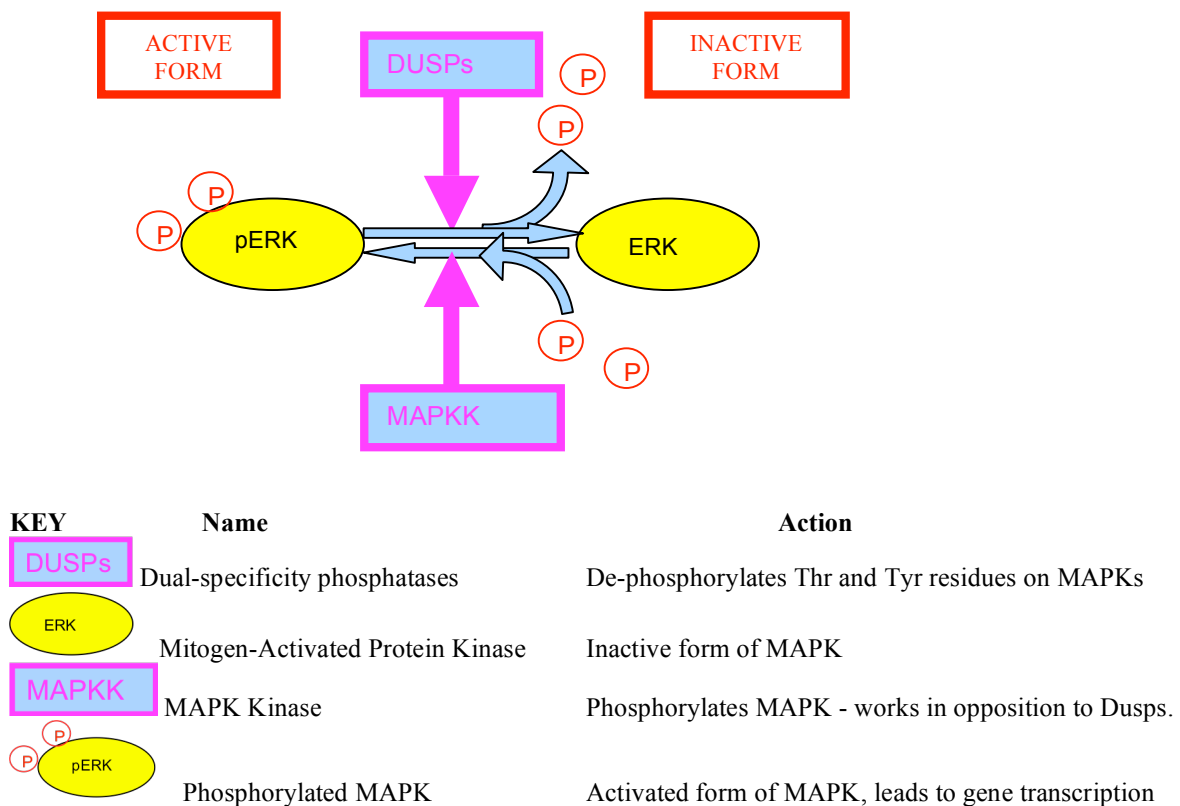 ACTIVE FORM
DUSPs
INACTIVE FORM
P
P
P
P
pERK
ERK
P
P
MAPKK
KEY Name Action
DUSPs Dual-specificity phosphatases De-phosphorylates Thr and Tyr residues on MAPKs
ERK Mitogen-Activated Protein Kinase Inactive form of MAPK
MAPKK MAPK Kinase Phosphorylates MAPK - works in opposition to Dusps.
P P pERK Phosphorylated MAPK Activated form of MAPK, leads to gene transcription